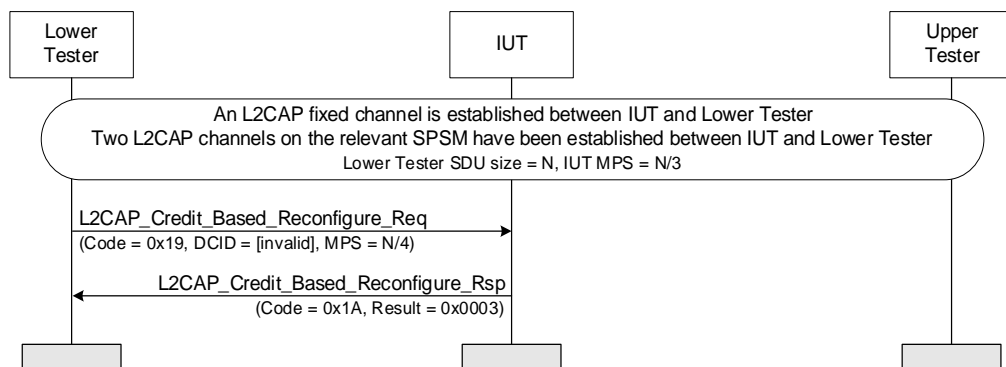 Lower
Tester
IUT
Upper
Tester
An L2CAP fixed channel is established between IUT and Lower Tester
Two L2CAP channels on the relevant SPSM have been established between IUT and Lower Tester
Lower Tester SDU size = N, IUT MPS = N/3
L2CAP_Credit_Based_Reconfigure_Req
(Code = 0x19, DCID = [invalid], MPS = N/4)
L2CAP_Credit_Based_Reconfigure_Rsp
(Code = 0x1A, Result = 0x0003)